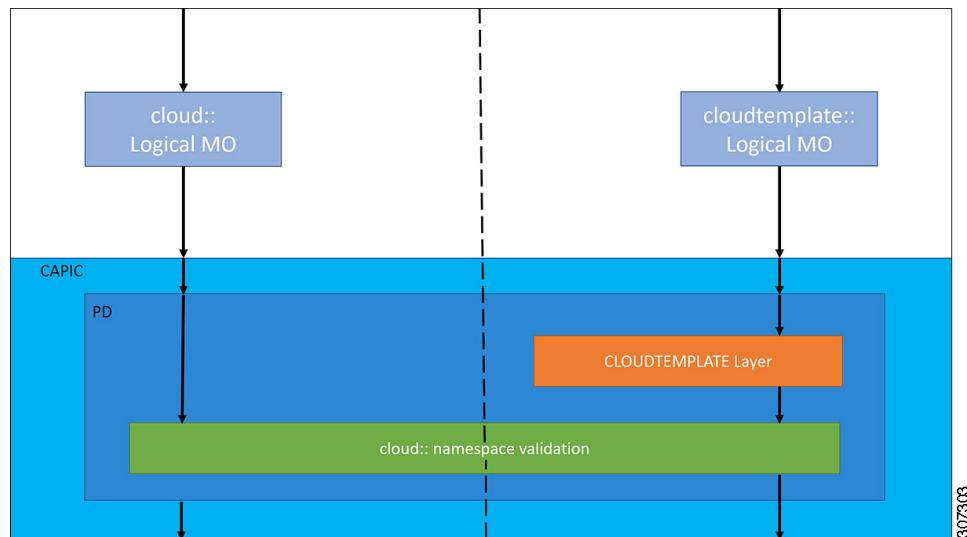 cloud::
Logical MO
cloudtemplate::
Logical MO
CAPIC
PD
CLOUDTEMPLATE Layer
cloud:: namespace validation
307303